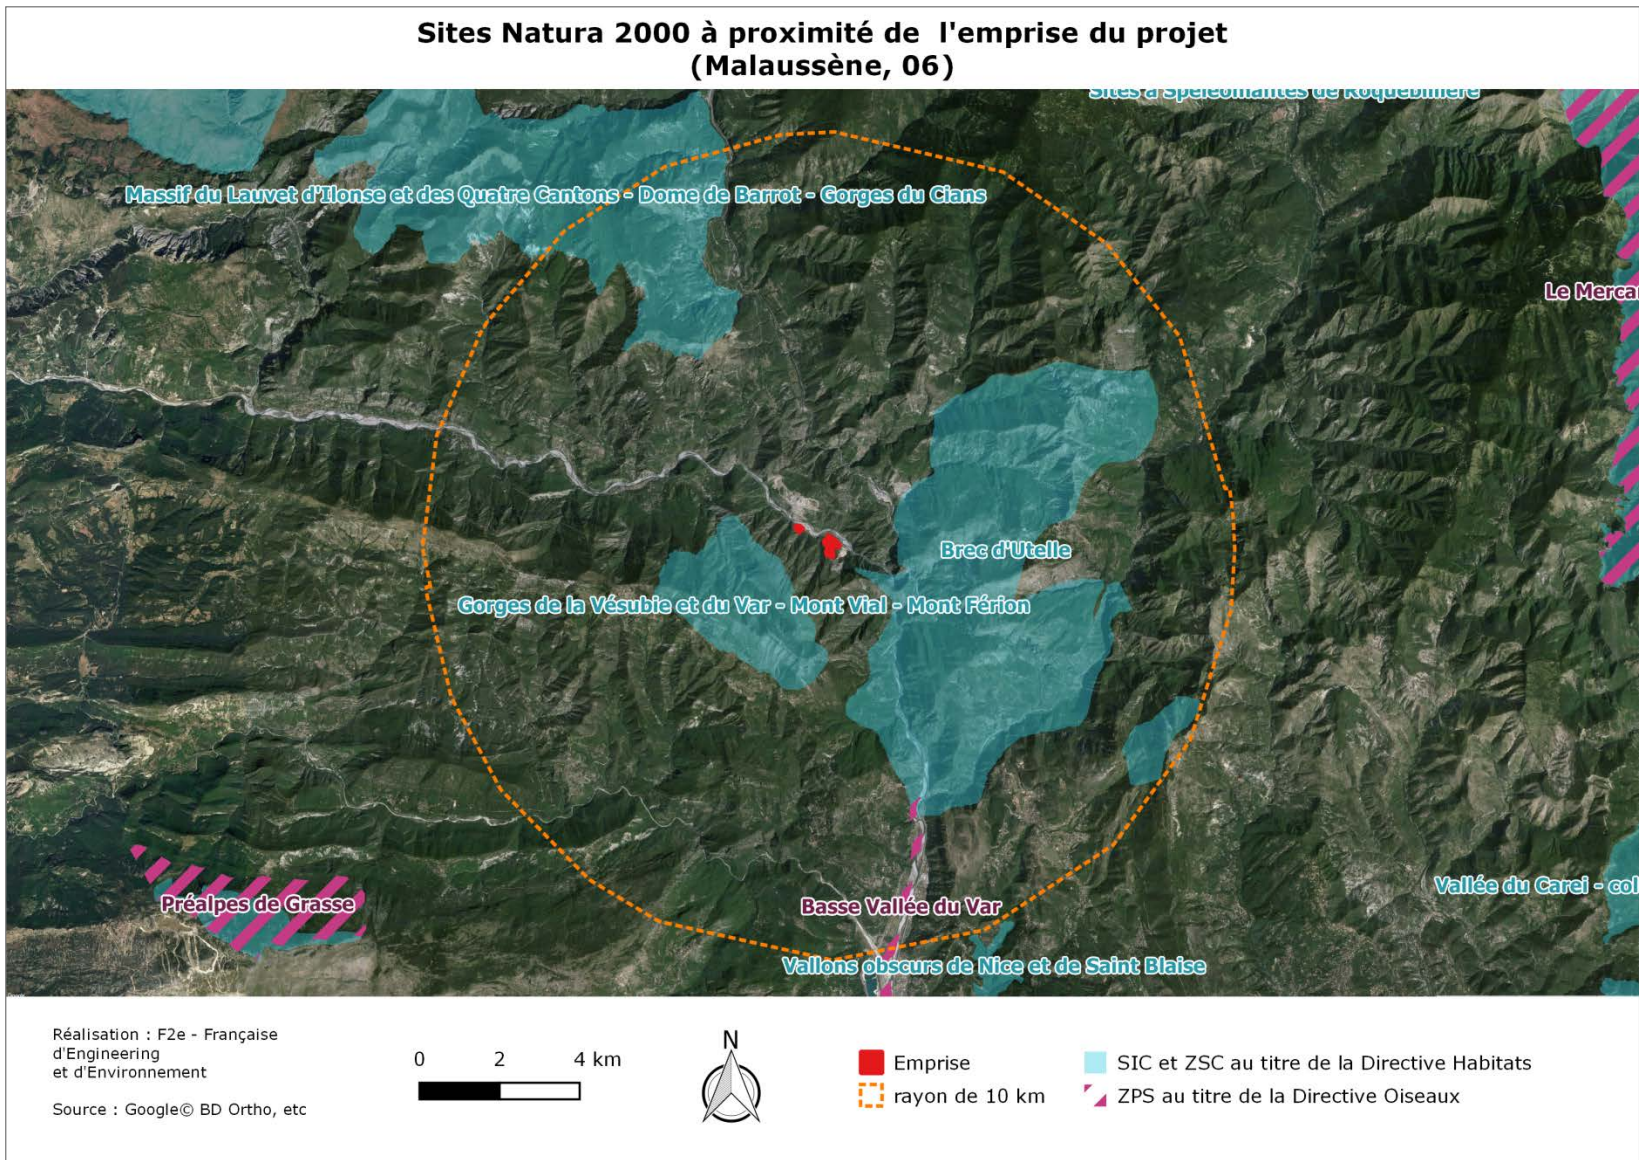 Sites Natura 2000 à proximité de l'emprise du projet
(Malaussène, 06)
Sites à Spéléomantes de Roquebillière
Massif du Lauvet d'Ilonse et des Quatre Cantons - Dome de Barrot - Gorges du Cians
Le Mercan
Brec d'Utelle
Gorges de la Vésubie et du Var - Mont Vial - Mont Férion
Vallée du Carei - col
Préalpes de Grasse
Basse Vallée du Var
Vallons obscurs de Nice et de Saint Blaise
Réalisation : F2e - Française
d'Engineering
et d'Environnement
Source : Google© BD Ortho, etc
0 2 4 km
N
Emprise
rayon de 10 km
SIC et ZSC au titre de la Directive Habitats
ZPS au titre de la Directive Oiseaux